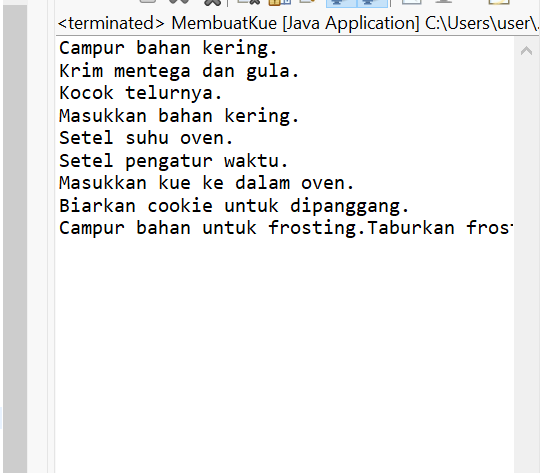 <terminated> MembuatKue [Java Application] C:\Users\user\.
Campur bahan kering.
Krim mentega dan gula.
Kocok telurnya.
Masukkan bahan kering.
Setel suhu oven.
Setel pengatur waktu.
Masukkan kue ke dalam oven.
Biarkan cookie untuk dipanggang.
Campur bahan untuk frosting.Taburkan fros